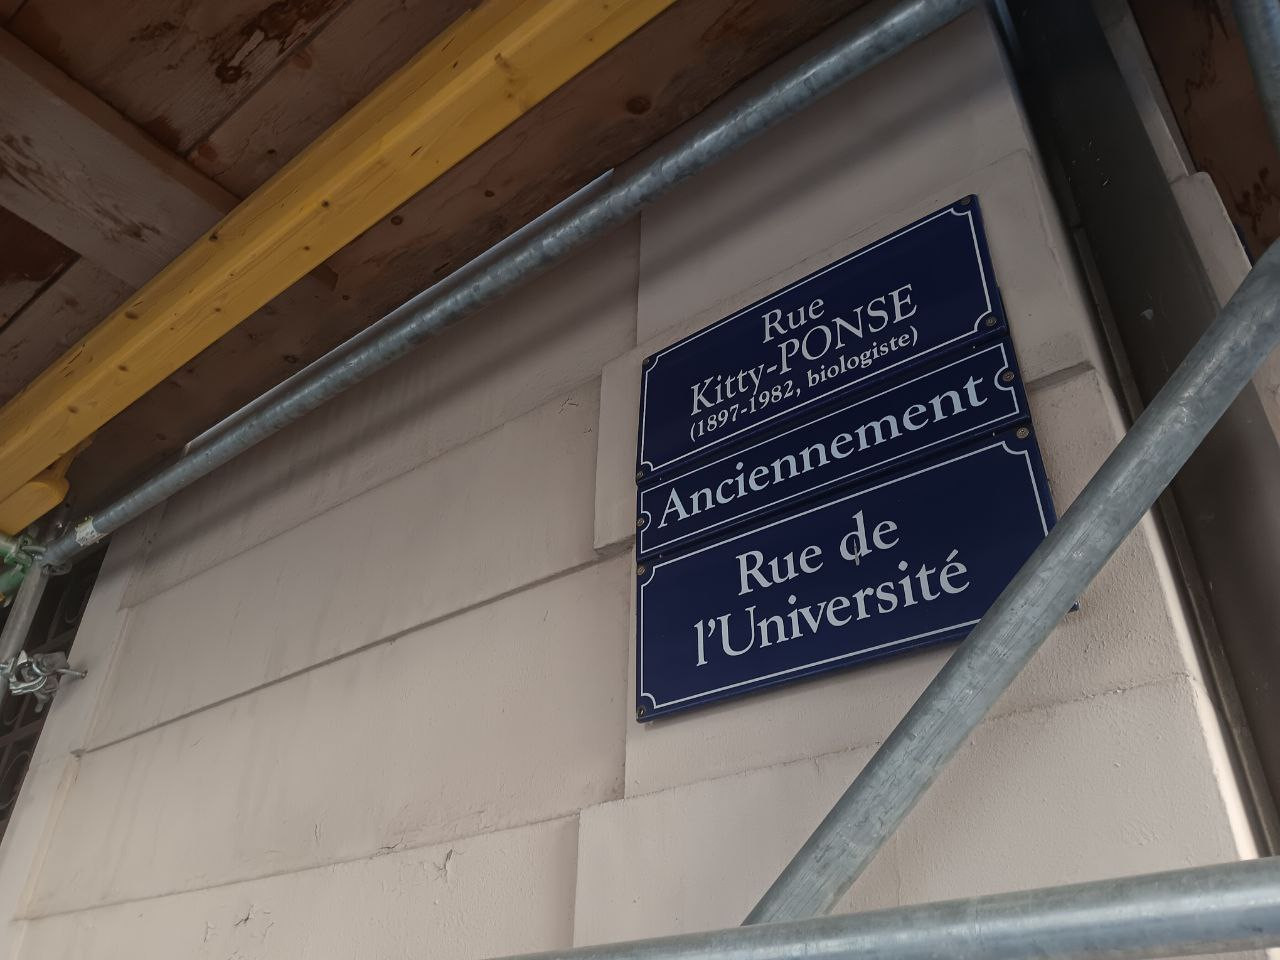 Rue
Kitty-PONSE
(1897-1982, biologiste)
Anciennement
Rue de
l'Université